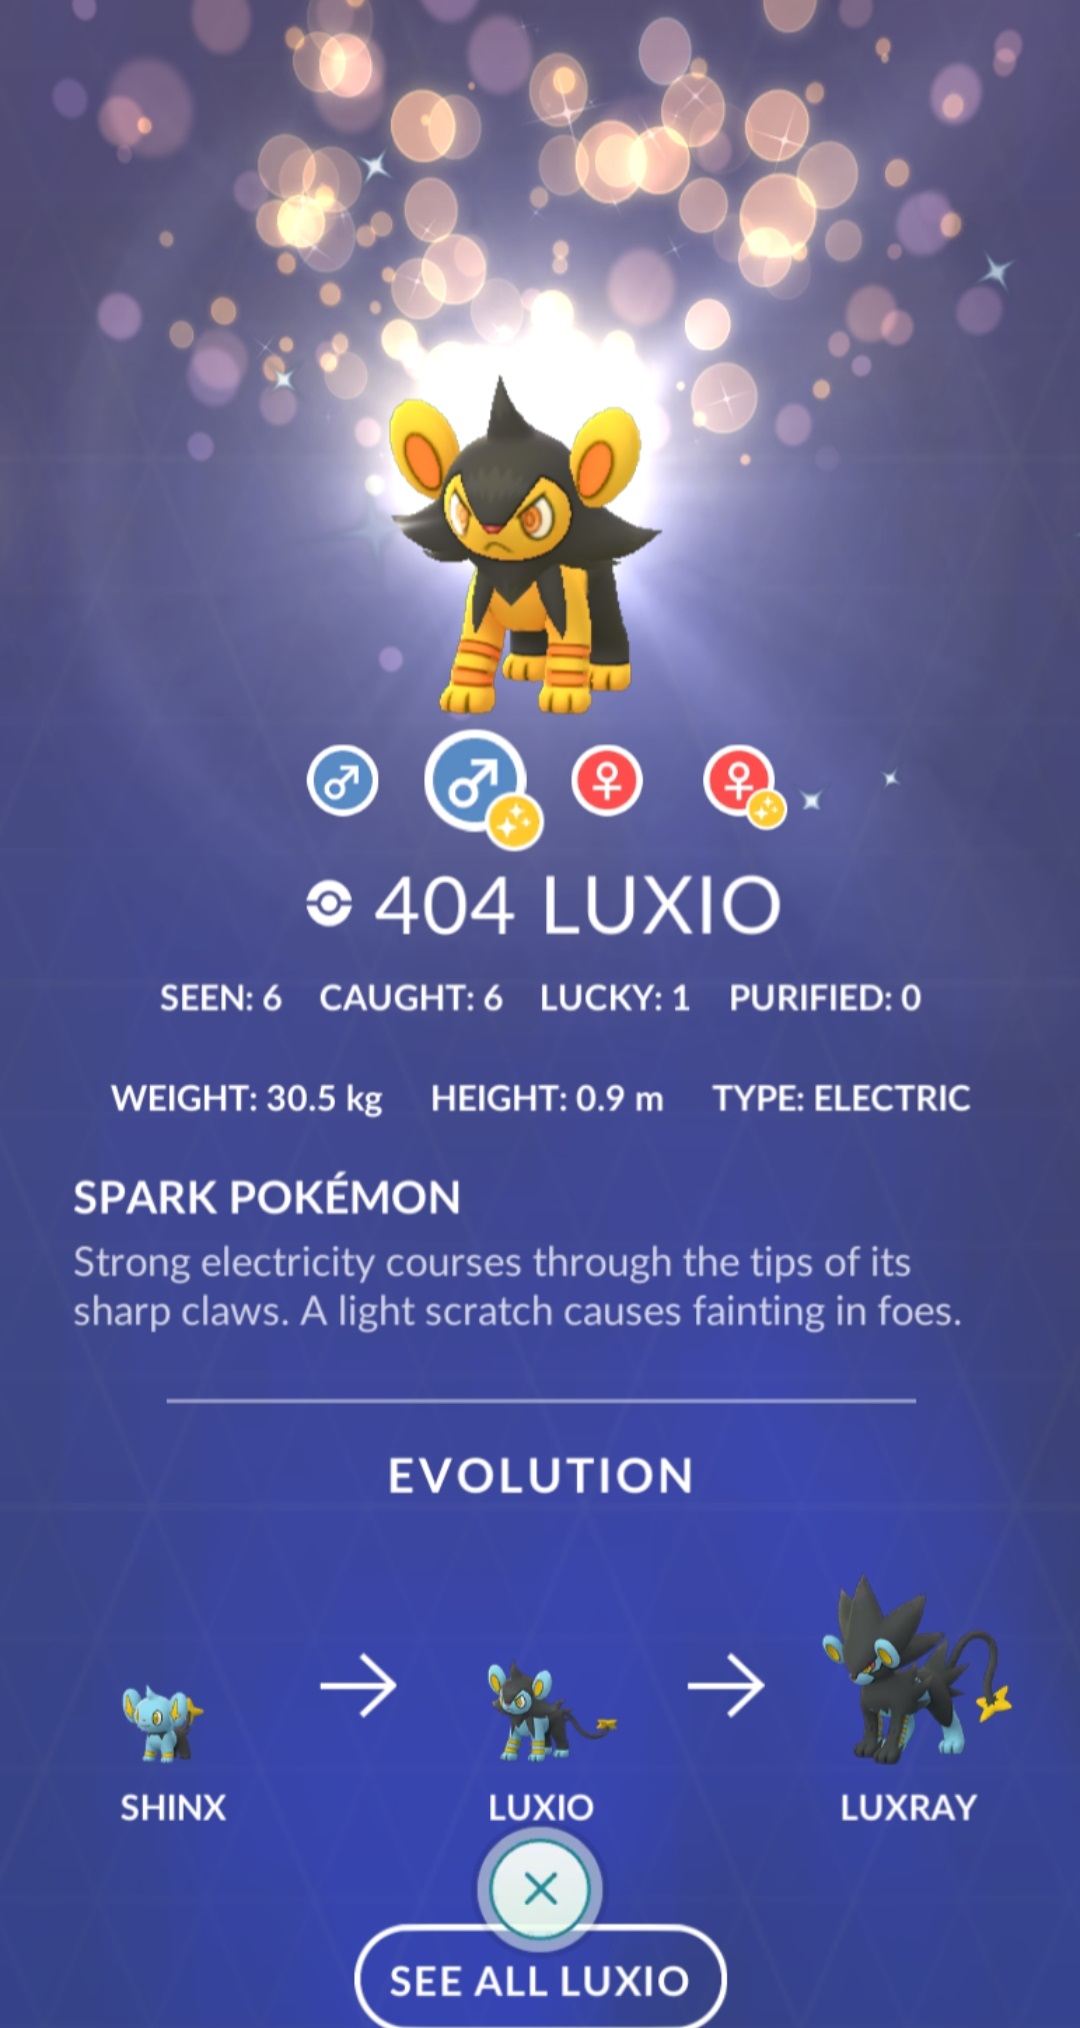 404 LUXIO
SEEN: 6 CAUGHT: 6 LUCKY: 1 PURIFIED: 0
WEIGHT: 30.5 kg HEIGHT: 0.9 m TYPE: ELECTRIC
SPARK POKÉMON
Strong electricity courses through the tips of its
sharp claws. A light scratch causes fainting in foes.
EVOLUTION
SHINX LUXIO LUXRAY
SEE ALL LUXIO